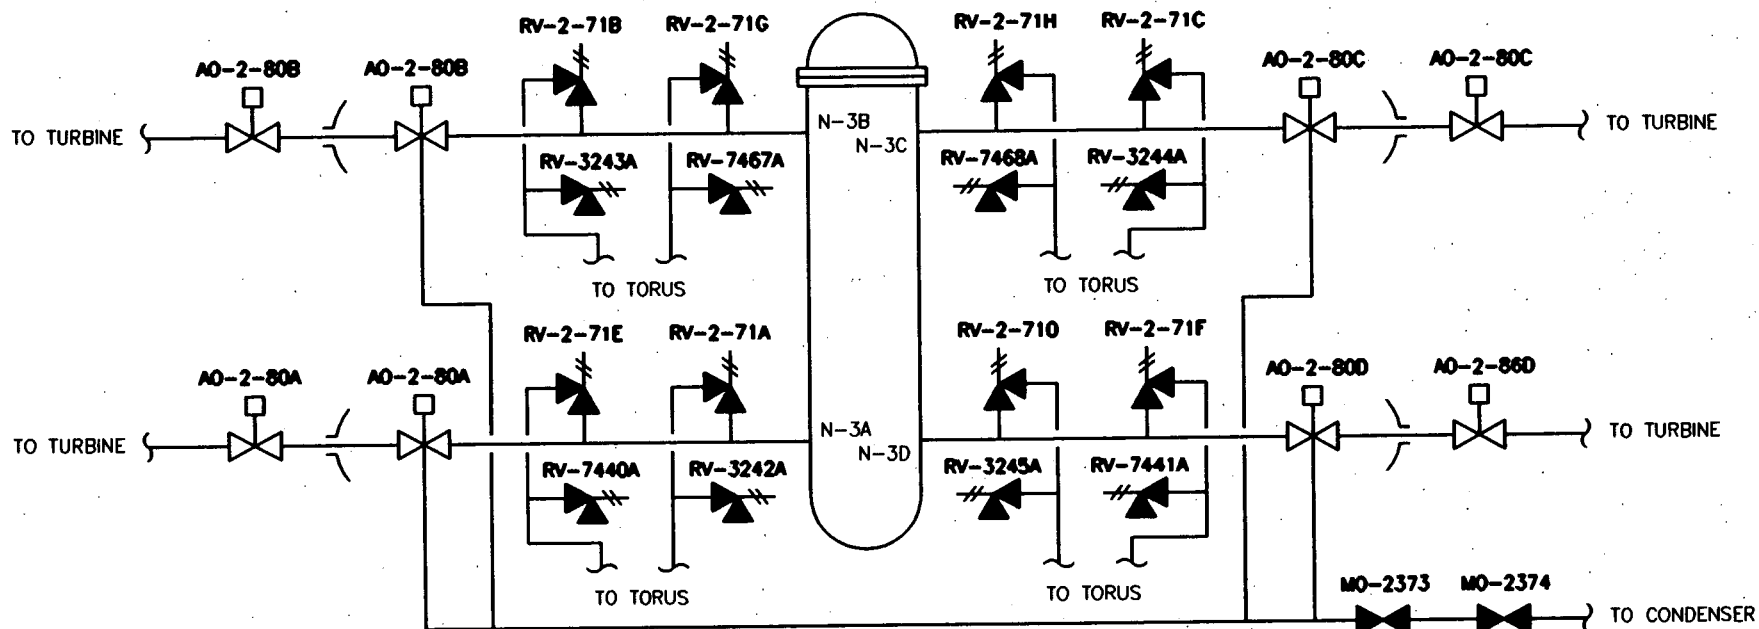 RV-2-71B RV-2-71G RV-2-71H RV-2-71C
AO-2-80B AO-2-80B AO-2-80C AO-2-80C
TO TURBINE N-3B N-3C TO TURBINE
RV-3243A RV-7467A RV-7468A RV-3244A
TO TORUS TO TORUS
RV-2-71E RV-2-71A RV-2-71D RV-2-71F
AO-2-80A AO-2-80A AO-2-80D AO-2-86D
TO TURBINE N-3A N-3D TO TURBINE
RV-7440A RV-3242A RV-3245A RV-7441A
TO TORUS TO TORUS
MO-2373 MO-2374
TO CONDENSER